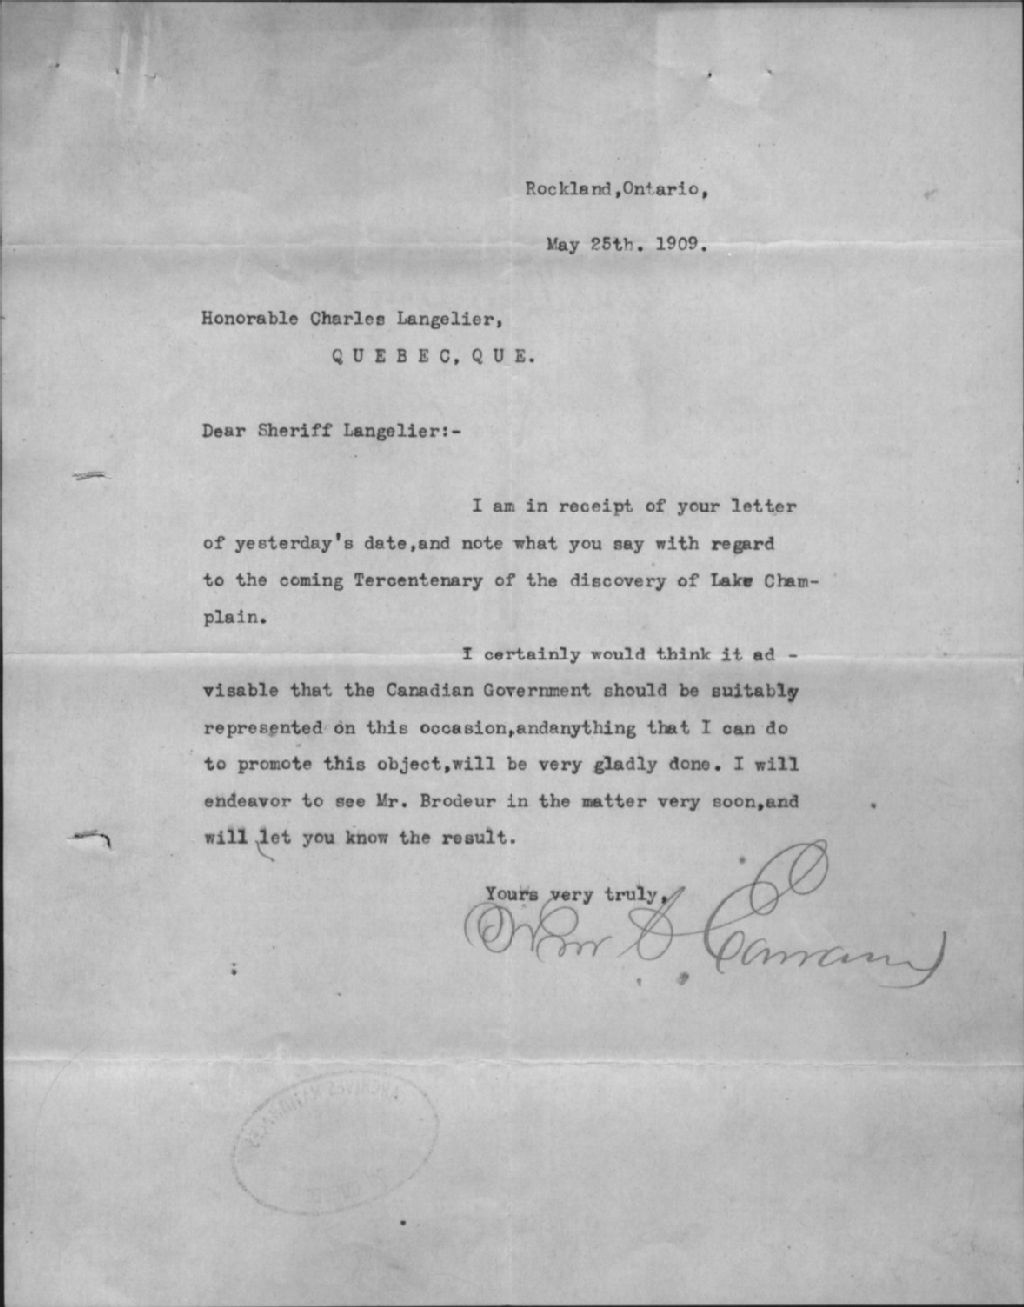 Rockland,Ontario,
May 25th. 1909.
Honorable Charles Langelier,
Q U E B E C, Q U E.
Dear Sheriff Langelier:-
I am in receipt of your letter
of yesterday's date,and note what you say with regard
to the coming Tercentenary of the discovery of Lake Cham-
plain.
I certainly would think it ad -
visable that the Canadian Government should be suitably
represented on this occasion,andanything that I can do
to promote this object,will be very gladly done. I will
endeavor to see Mr. Brodeur in the matter very soon,and
will let you know the result.
Yours very truly,